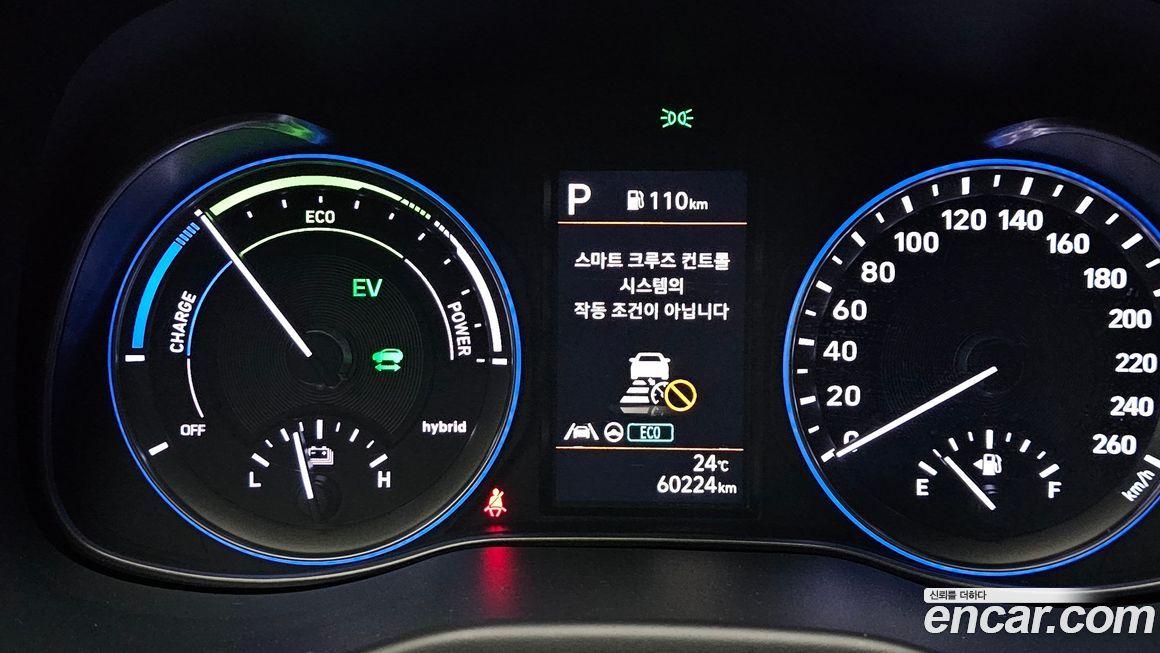 P 110km
120 140
ECO 100 160
스마트 크루즈 컨트롤
80 180
시스템의
EV
CHARGE POWER 작동 조건이 아닙니다 60 200
40 220
20 240
OFF hybrid ECO 0 260
24℃
L H 60224km E F km/h
신뢰를 더하다
encar.com